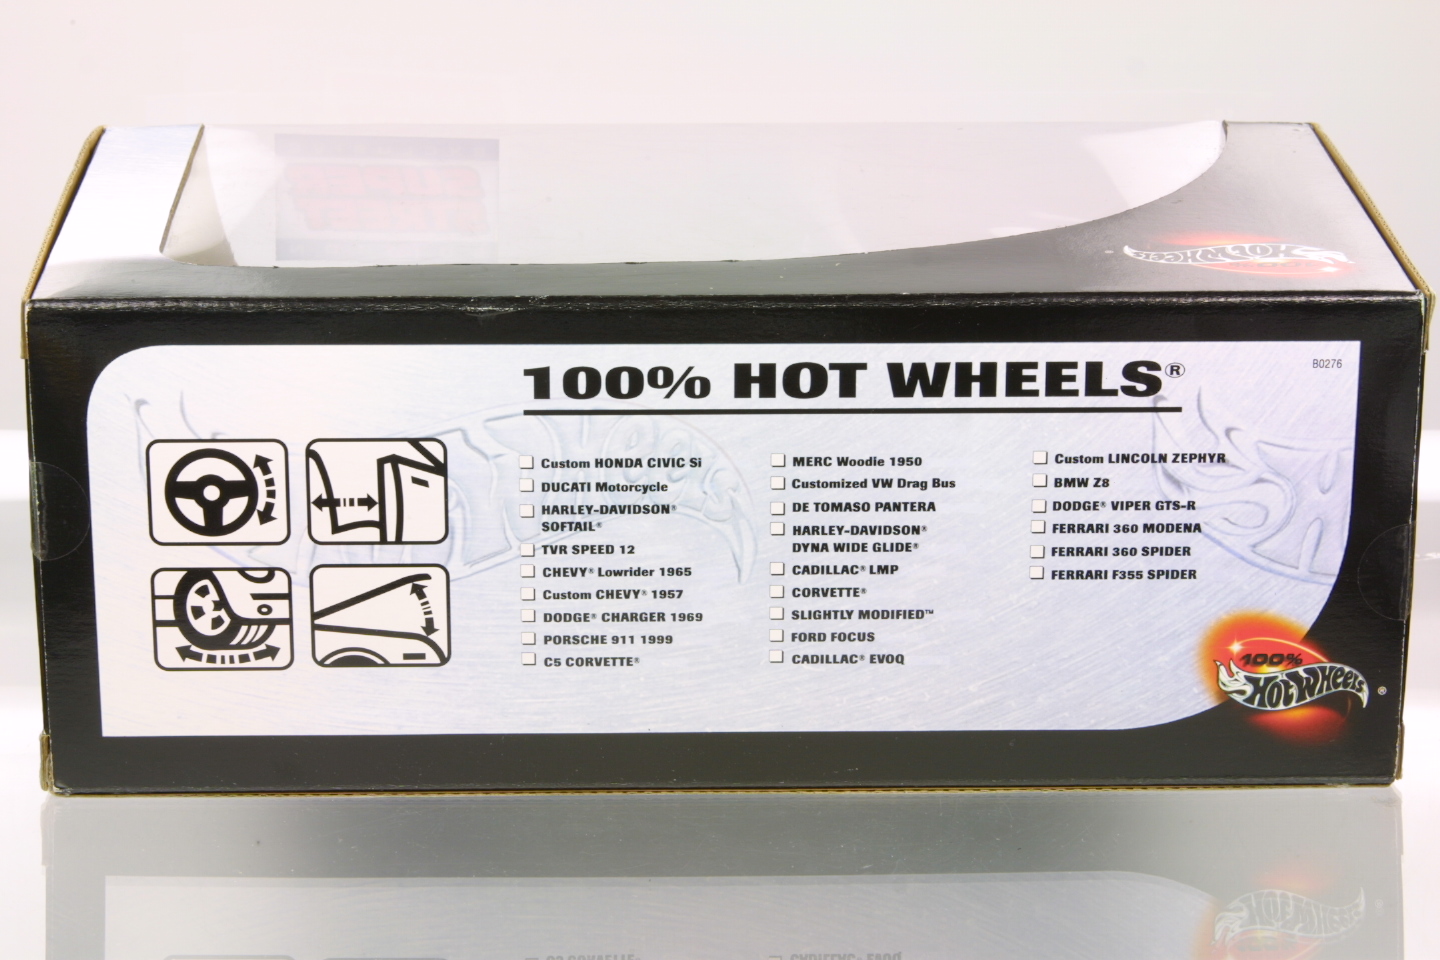 100% HOT WHEELS®
B0276
Custom HONDA CIVIC Si
DUCATI Motorcycle
HARLEY-DAVIDSON®
SOFTAIL®
TVR SPEED 12
CHEVY® Lowrider 1965
Custom CHEVY® 1957
DODGE® CHARGER 1969
PORSCHE 911 1999
C5 CORVETTE®
MERC Woodie 1950
Customized VW Drag Bus
DE TOMASO PANTERA
HARLEY-DAVIDSON®
DYNA WIDE GLIDE®
CADILLAC® LMP
CORVETTE®
SLIGHTLY MODIFIED™
FORD FOCUS
CADILLAC® EVOQ
Custom LINCOLN ZEPHYR
BMW Z8
DODGE® VIPER GTS-R
FERRARI 360 MODENA
FERRARI 360 SPIDER
FERRARI F355 SPIDER
100%
HOT WHEELS®
HOT WHEELS